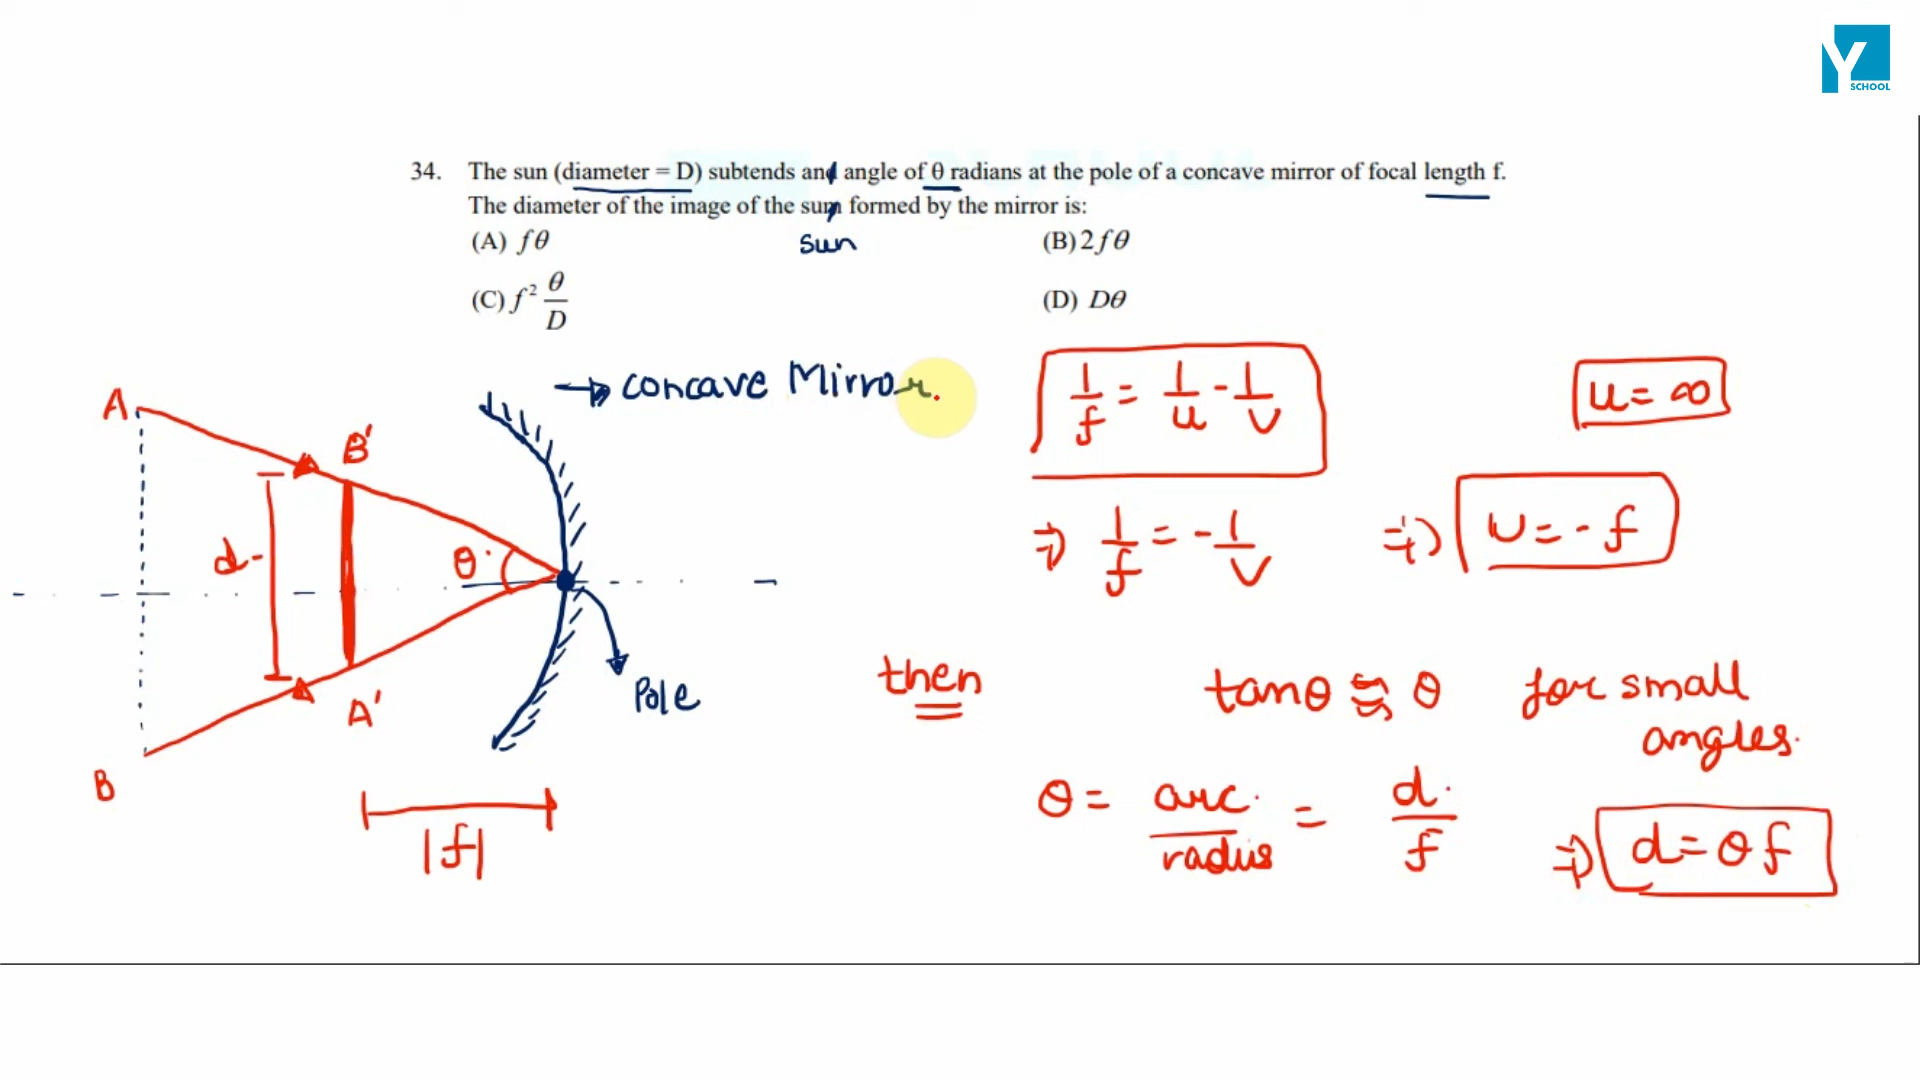 Y
SCHOOL
34. The sun (diameter = D) subtends and angle of θ radians at the pole of a concave mirror of focal length f.
The diameter of the image of the sum formed by the mirror is:
sun
(A) fθ (B) 2fθ
(C) f² θ/D (D) Dθ
→ concave Mirror.
1/f = 1/u - 1/v
u = ∞
A
B'
⇒ 1/f = -1/v ⇒ v = - f
d
θ
Pole
A'
B
|f|
then tanθ ≈ θ for small
angles.
θ = arc/radius = d/f ⇒ d = θf